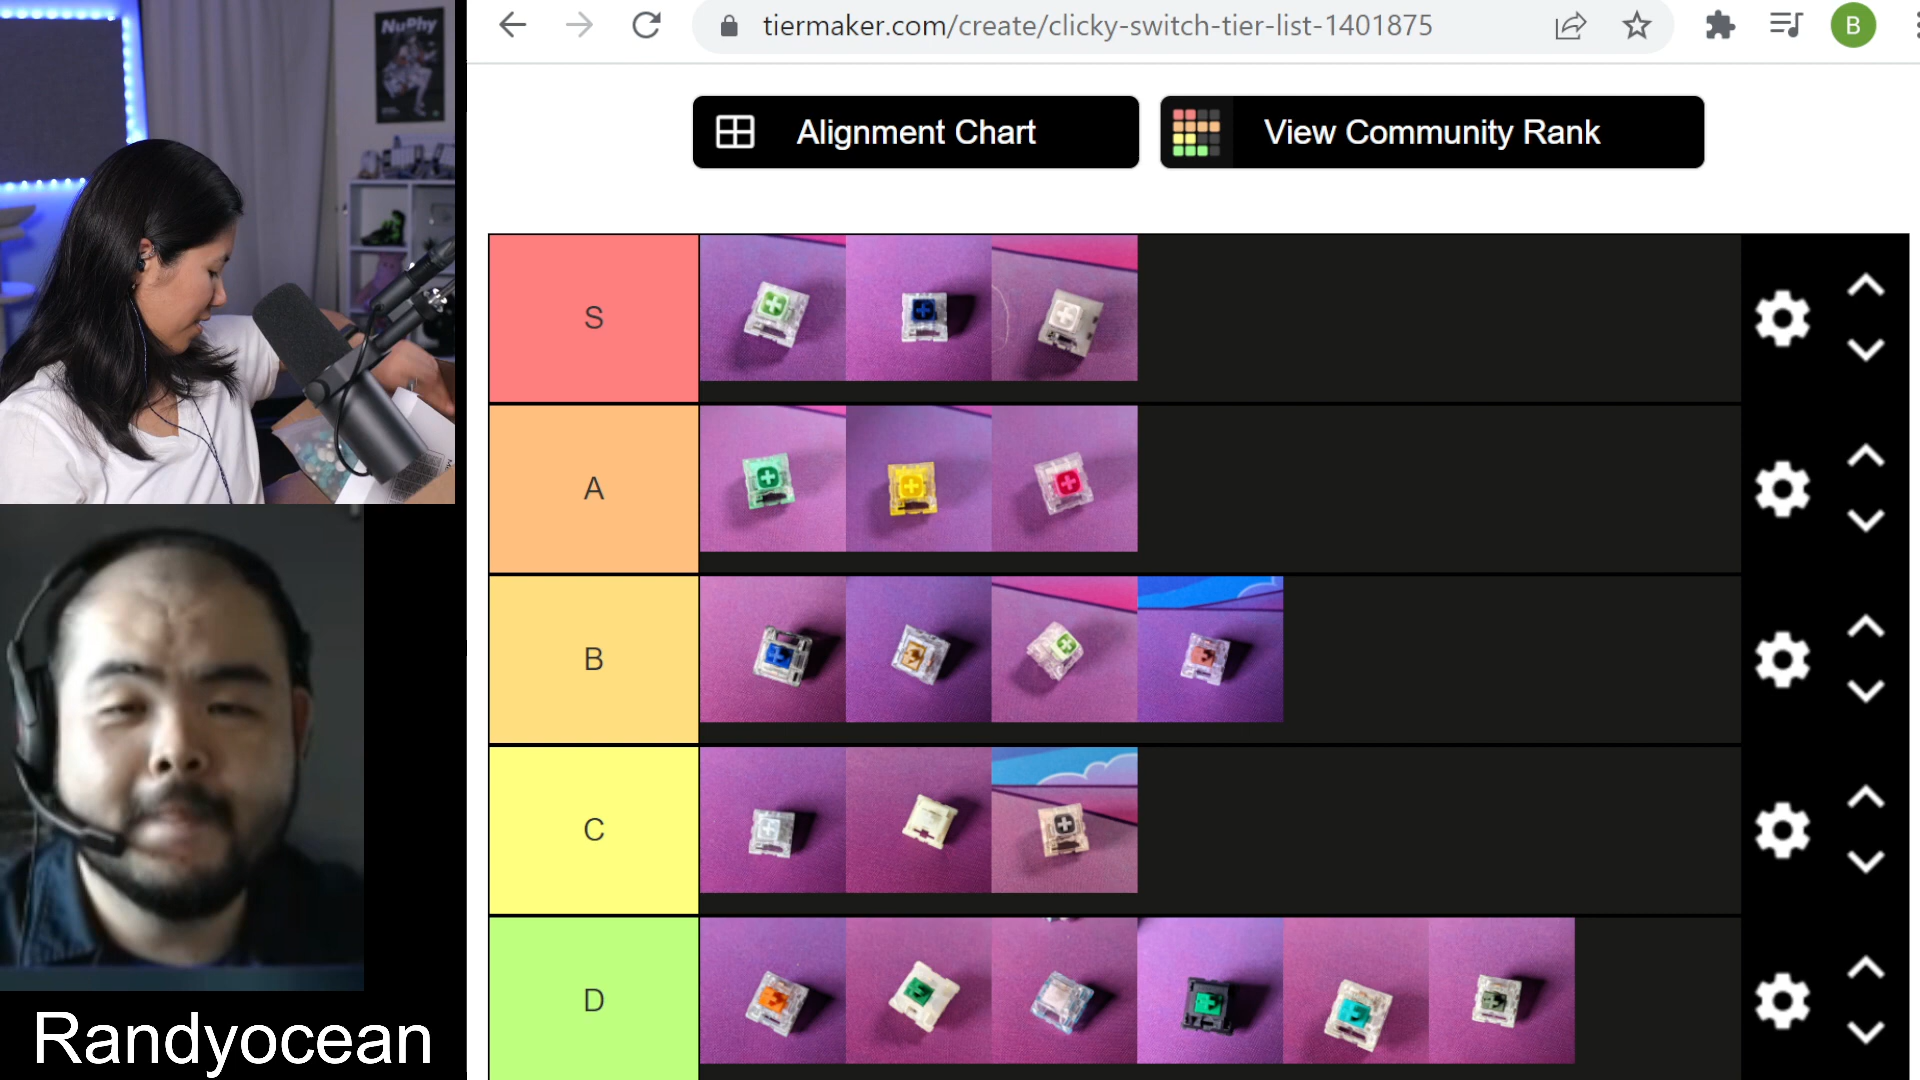 NuPhy
tiermaker.com/create/clicky-switch-tier-list-1401875
B
Alignment Chart
View Community Rank
S
A
B
C
D
Randyocean